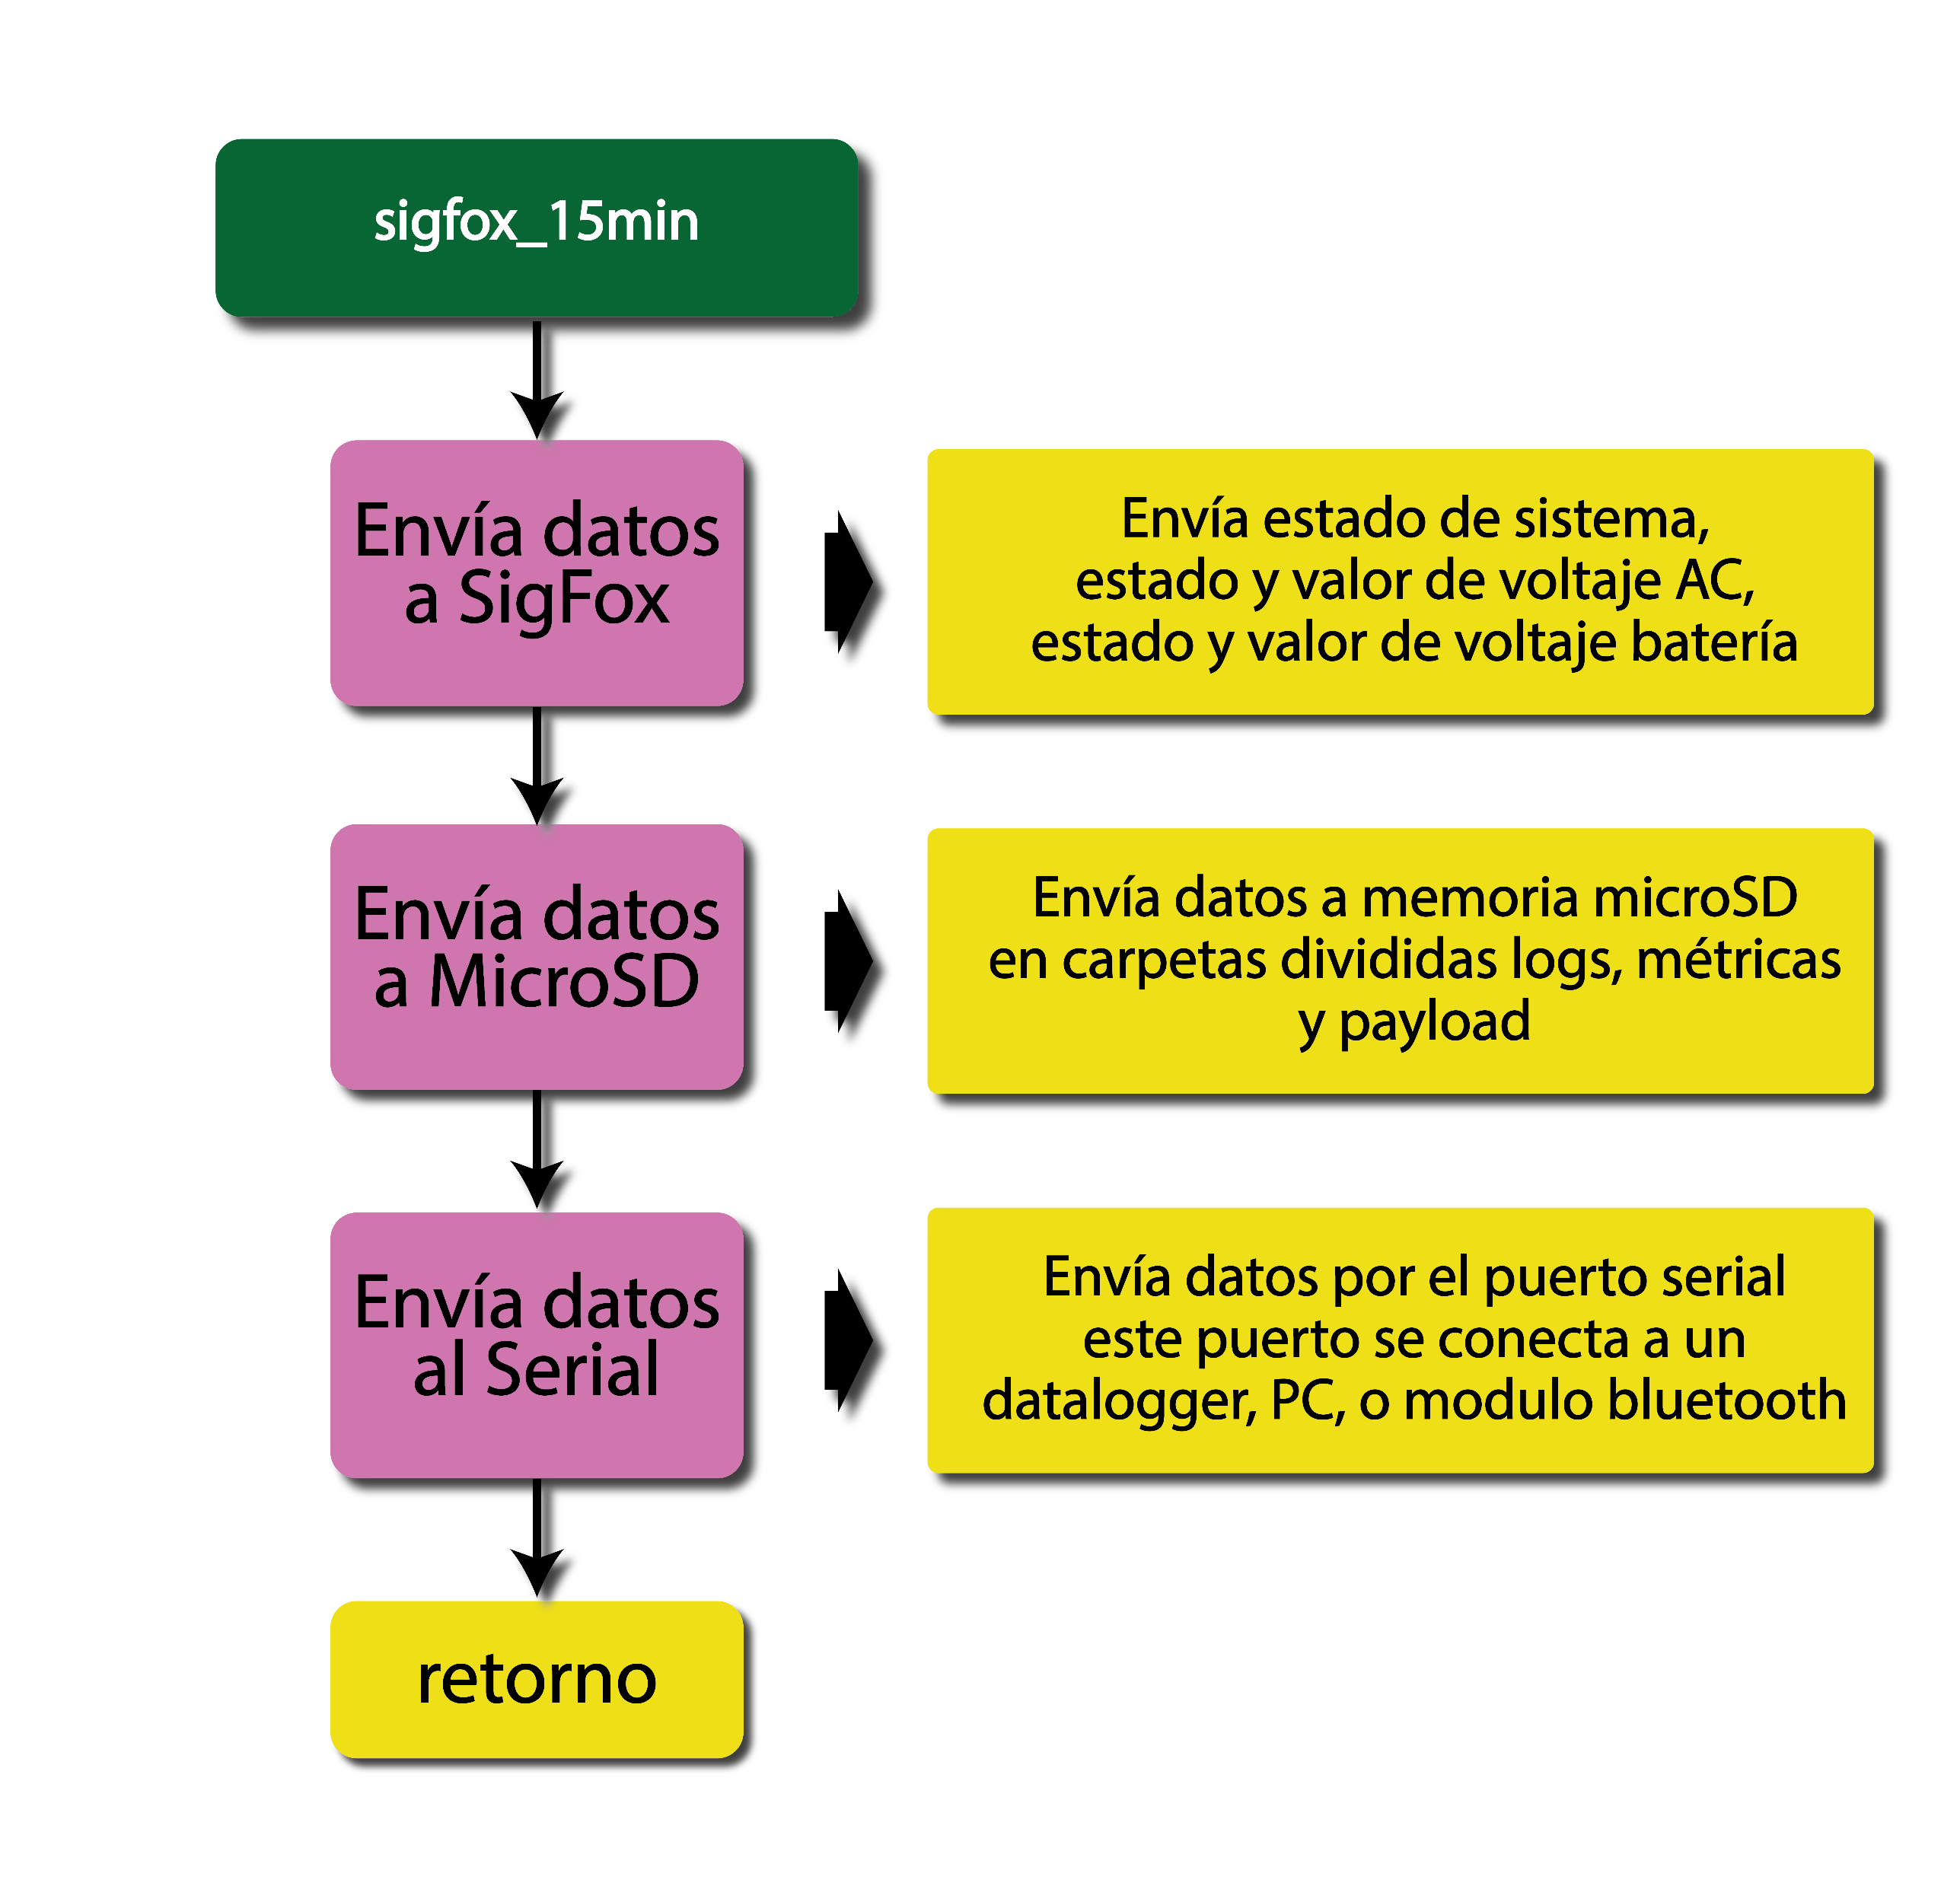 sigfox_15min
Envía datos
a SigFox
Envía estado de sistema,
estado y valor de voltaje AC,
estado y valor de voltaje batería
Envía datos
a MicroSD
Envía datos a memoria microSD
en carpetas divididas logs, métricas
y payload
Envía datos
al Serial
Envía datos por el puerto serial
este puerto se conecta a un
datalogger, PC, o modulo bluetooth
retorno